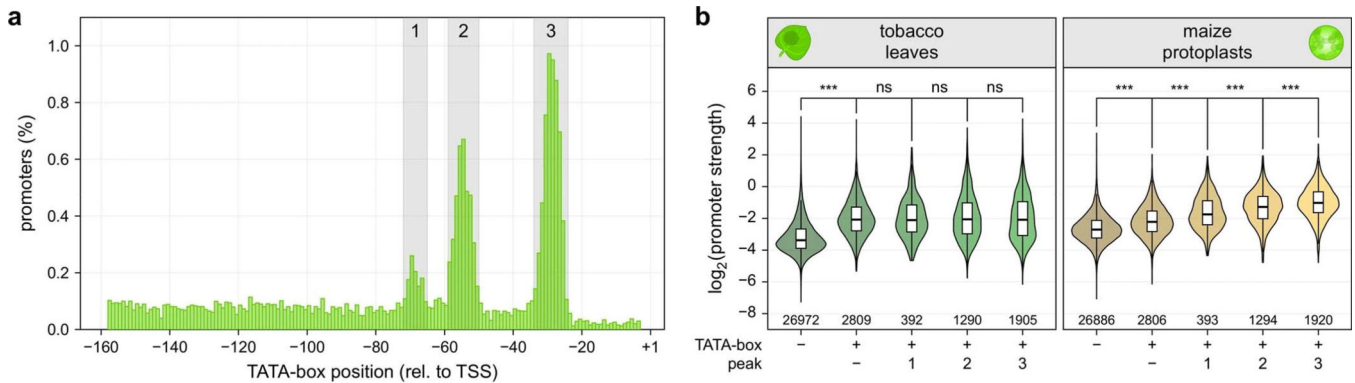 a
promoters (%)
1.0
0.8
0.6
0.4
0.2
0.0
1 2 3
−160 −140 −120 −100 −80 −60 −40 −20 +1
TATA-box position (rel. to TSS)
b
tobacco
leaves
maize
protoplasts
log2(promoter strength)
6
4
2
0
−2
−4
−6
−8
*** ns ns ns
*** *** *** ***
26972 2809 392 1290 1905 26886 2806 393 1294 1920
TATA-box − + + + + − + + + +
peak − 1 2 3 − 1 2 3